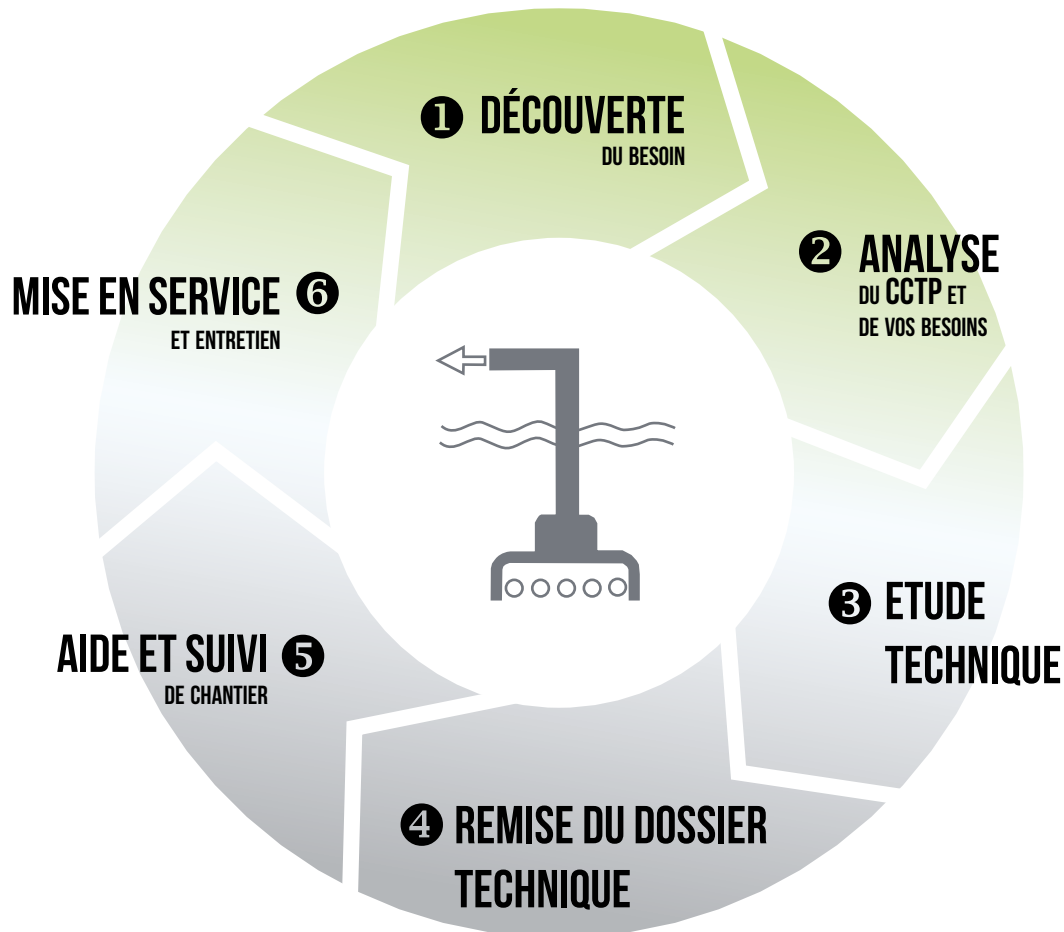 ❶ DÉCOUVERTE
DU BESOIN
❷ ANALYSE
DU CCTP ET
DE VOS BESOINS
❸ ETUDE
TECHNIQUE
❹ REMISE DU DOSSIER
TECHNIQUE
AIDE ET SUIVI ❺
DE CHANTIER
MISE EN SERVICE ❻
ET ENTRETIEN